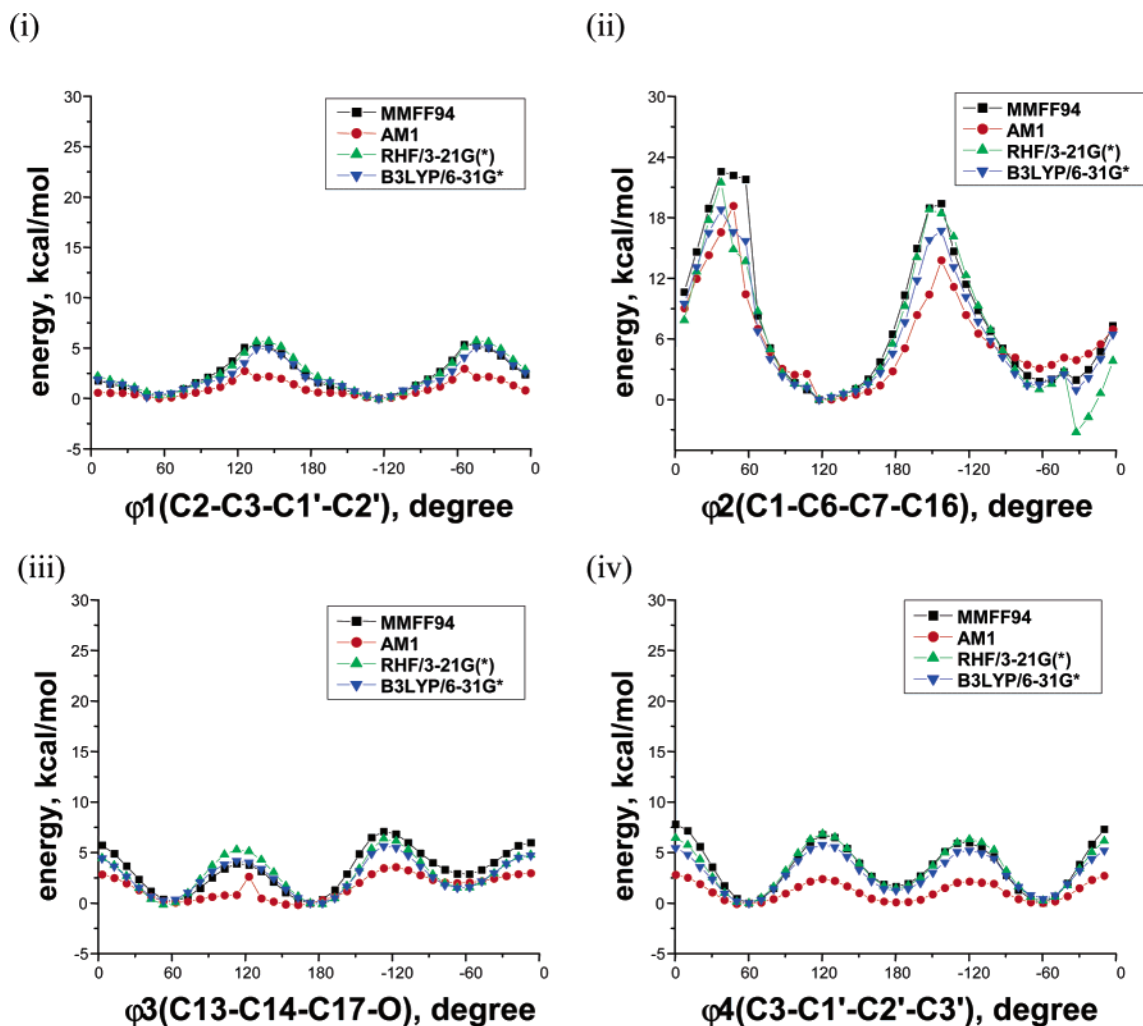 (i)
energy, kcal/mol
30
25
20
15
10
5
0
-5
MMFF94
AM1
RHF/3-21G(*)
B3LYP/6-31G*
0 60 120 180 -120 -60 0
φ1(C2-C3-C1'-C2'), degree
(ii)
energy, kcal/mol
30
24
18
12
6
0
MMFF94
AM1
RHF/3-21G(*)
B3LYP/6-31G*
0 60 120 180 -120 -60 0
φ2(C1-C6-C7-C16), degree
(iii)
energy, kcal/mol
30
25
20
15
10
5
0
-5
MMFF94
AM1
RHF/3-21G(*)
B3LYP/6-31G*
0 60 120 180 -120 -60 0
φ3(C13-C14-C17-O), degree
(iv)
energy, kcal/mol
30
25
20
15
10
5
0
-5
MMFF94
AM1
RHF/3-21G(*)
B3LYP/6-31G*
0 60 120 180 -120 -60 0
φ4(C3-C1'-C2'-C3'), degree